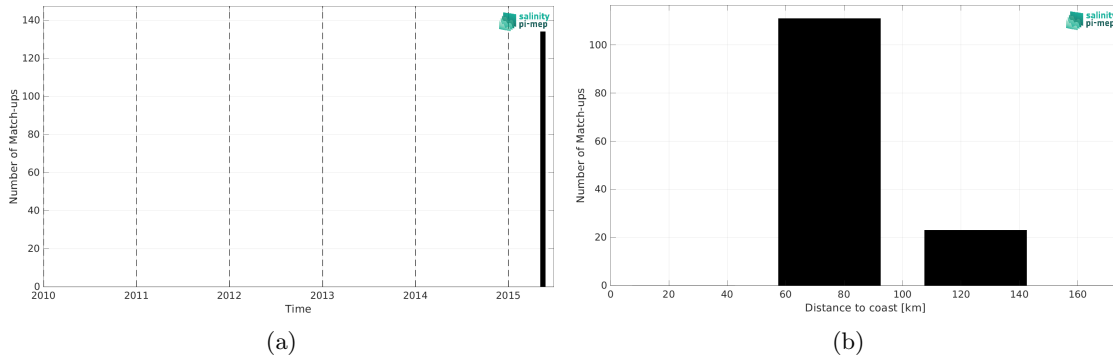 140
120
100
80
60
40
20
0
Number of Match-ups
2010 2011 2012 2013 2014 2015
Time
salinity
pi-mep
(a)
100
80
60
40
20
0
Number of Match-ups
0 20 40 60 80 100 120 140 160
Distance to coast [km]
salinity
pi-mep
(b)